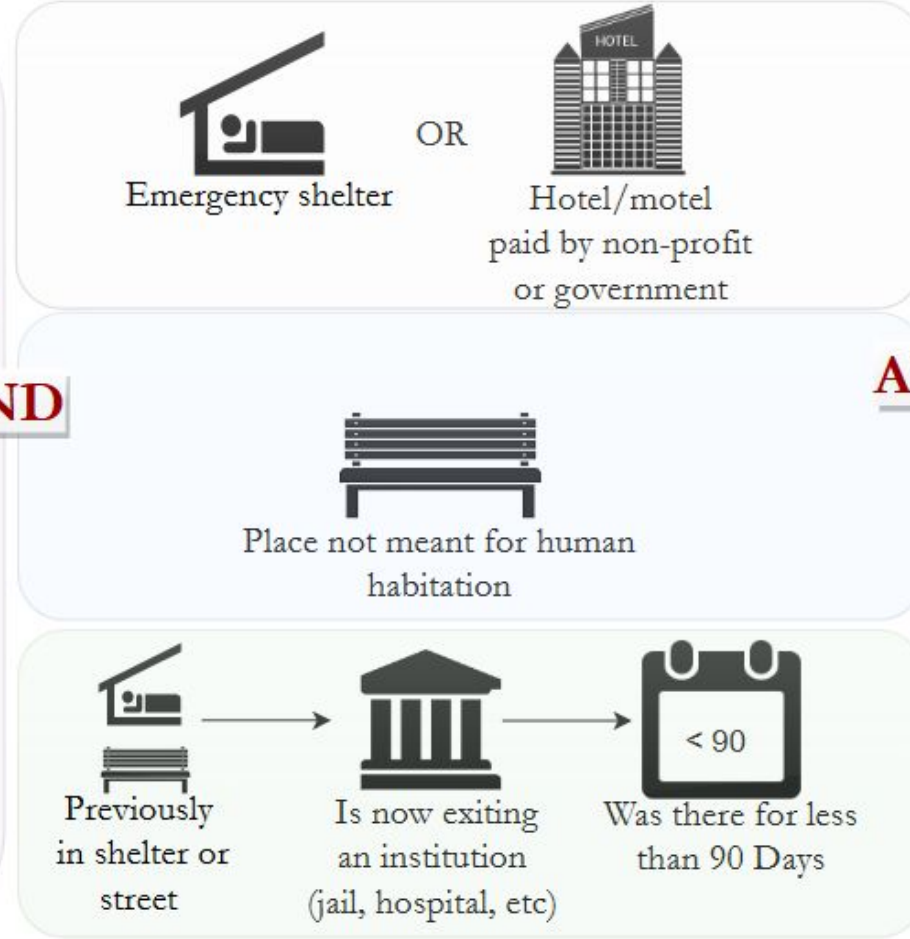 HOTEL
OR
Emergency shelter
Hotel/motel
paid by non-profit
or government
ND
A
Place not meant for human
habitation
< 90
Previously
in shelter or
street
Is now exiting
an institution
(jail, hospital, etc)
Was there for less
than 90 Days